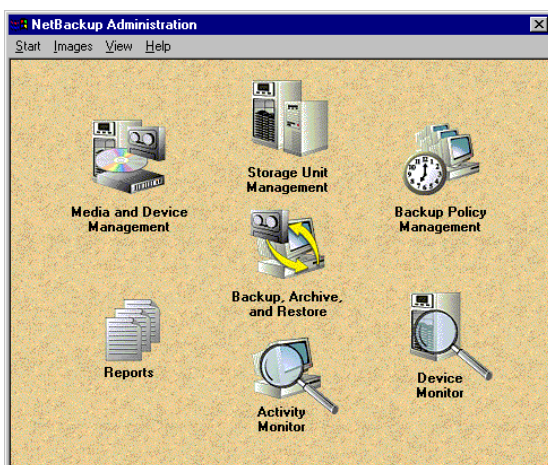 NetBackup Administration
Start Images View Help
Storage Unit
Management
Media and Device
Management
Backup Policy
Management
Backup, Archive,
and Restore
Reports
Device
Monitor
Activity
Monitor